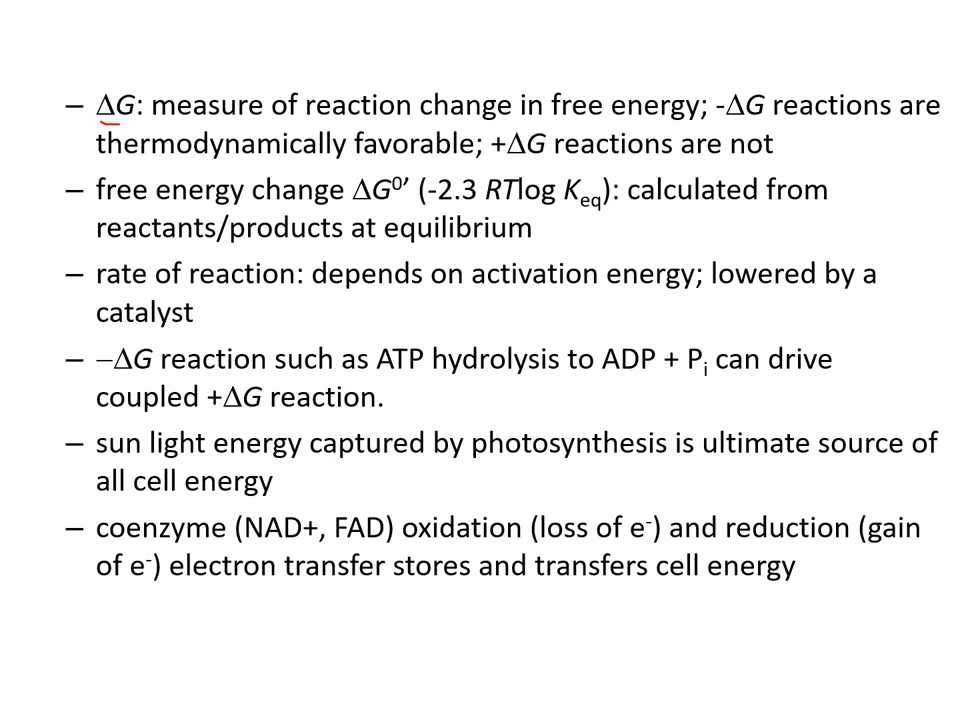 – ΔG: measure of reaction change in free energy; -ΔG reactions are
thermodynamically favorable; +ΔG reactions are not
– free energy change ΔG⁰’ (-2.3 RTlog Keq): calculated from
reactants/products at equilibrium
– rate of reaction: depends on activation energy; lowered by a
catalyst
– −ΔG reaction such as ATP hydrolysis to ADP + Pi can drive
coupled +ΔG reaction.
– sun light energy captured by photosynthesis is ultimate source of
all cell energy
– coenzyme (NAD+, FAD) oxidation (loss of e⁻) and reduction (gain
of e⁻) electron transfer stores and transfers cell energy